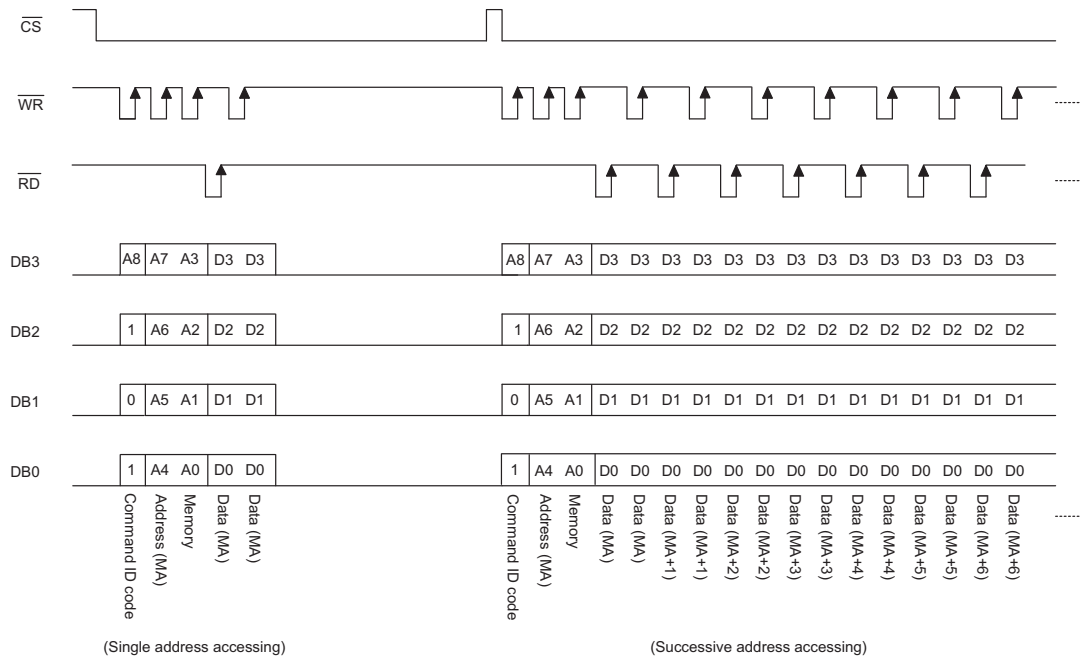 CS
WR
RD
DB3 A8 A7 A3 D3 D3 A8 A7 A3 D3 D3 D3 D3 D3 D3 D3 D3 D3 D3 D3 D3 D3 D3
DB2 1 A6 A2 D2 D2 1 A6 A2 D2 D2 D2 D2 D2 D2 D2 D2 D2 D2 D2 D2 D2 D2
DB1 0 A5 A1 D1 D1 0 A5 A1 D1 D1 D1 D1 D1 D1 D1 D1 D1 D1 D1 D1 D1 D1
DB0 1 A4 A0 D0 D0 1 A4 A0 D0 D0 D0 D0 D0 D0 D0 D0 D0 D0 D0 D0 D0 D0
Command ID code
Address (MA)
Memory
Data (MA)
Data (MA)
Command ID code
Address (MA)
Memory
Data (MA)
Data (MA)
Data (MA+1)
Data (MA+1)
Data (MA+2)
Data (MA+2)
Data (MA+3)
Data (MA+3)
Data (MA+4)
Data (MA+4)
Data (MA+5)
Data (MA+5)
Data (MA+6)
Data (MA+6)
(Single address accessing)
(Successive address accessing)